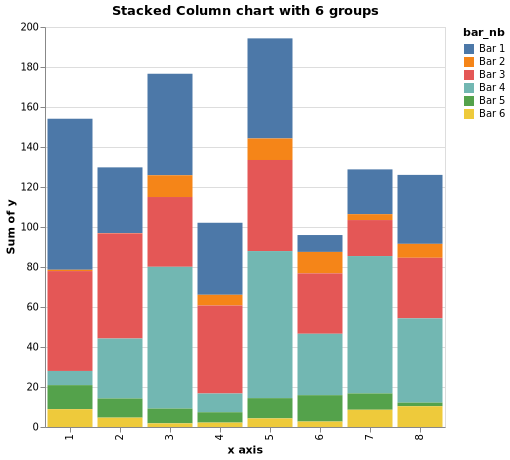 Stacked Column chart with 6 groups
bar_nb
Bar 1
Bar 2
Bar 3
Bar 4
Bar 5
Bar 6
Sum of y
200
180
160
140
120
100
80
60
40
20
0
1
2
3
4
5
6
7
8
x axis